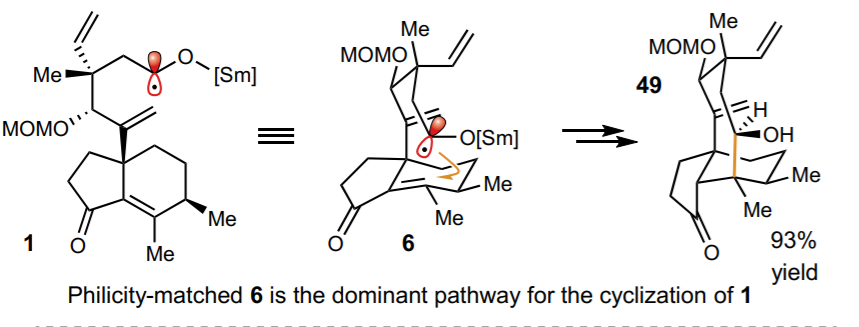 Me
MOMO
O
[Sm]
1
O
Me
Me
MOMO
Me
O[Sm]
O
6
Me
Me
49
MOMO
Me
H
OH
Me
Me
O
93%
yield
Philicity-matched 6 is the dominant pathway for the cyclization of 1